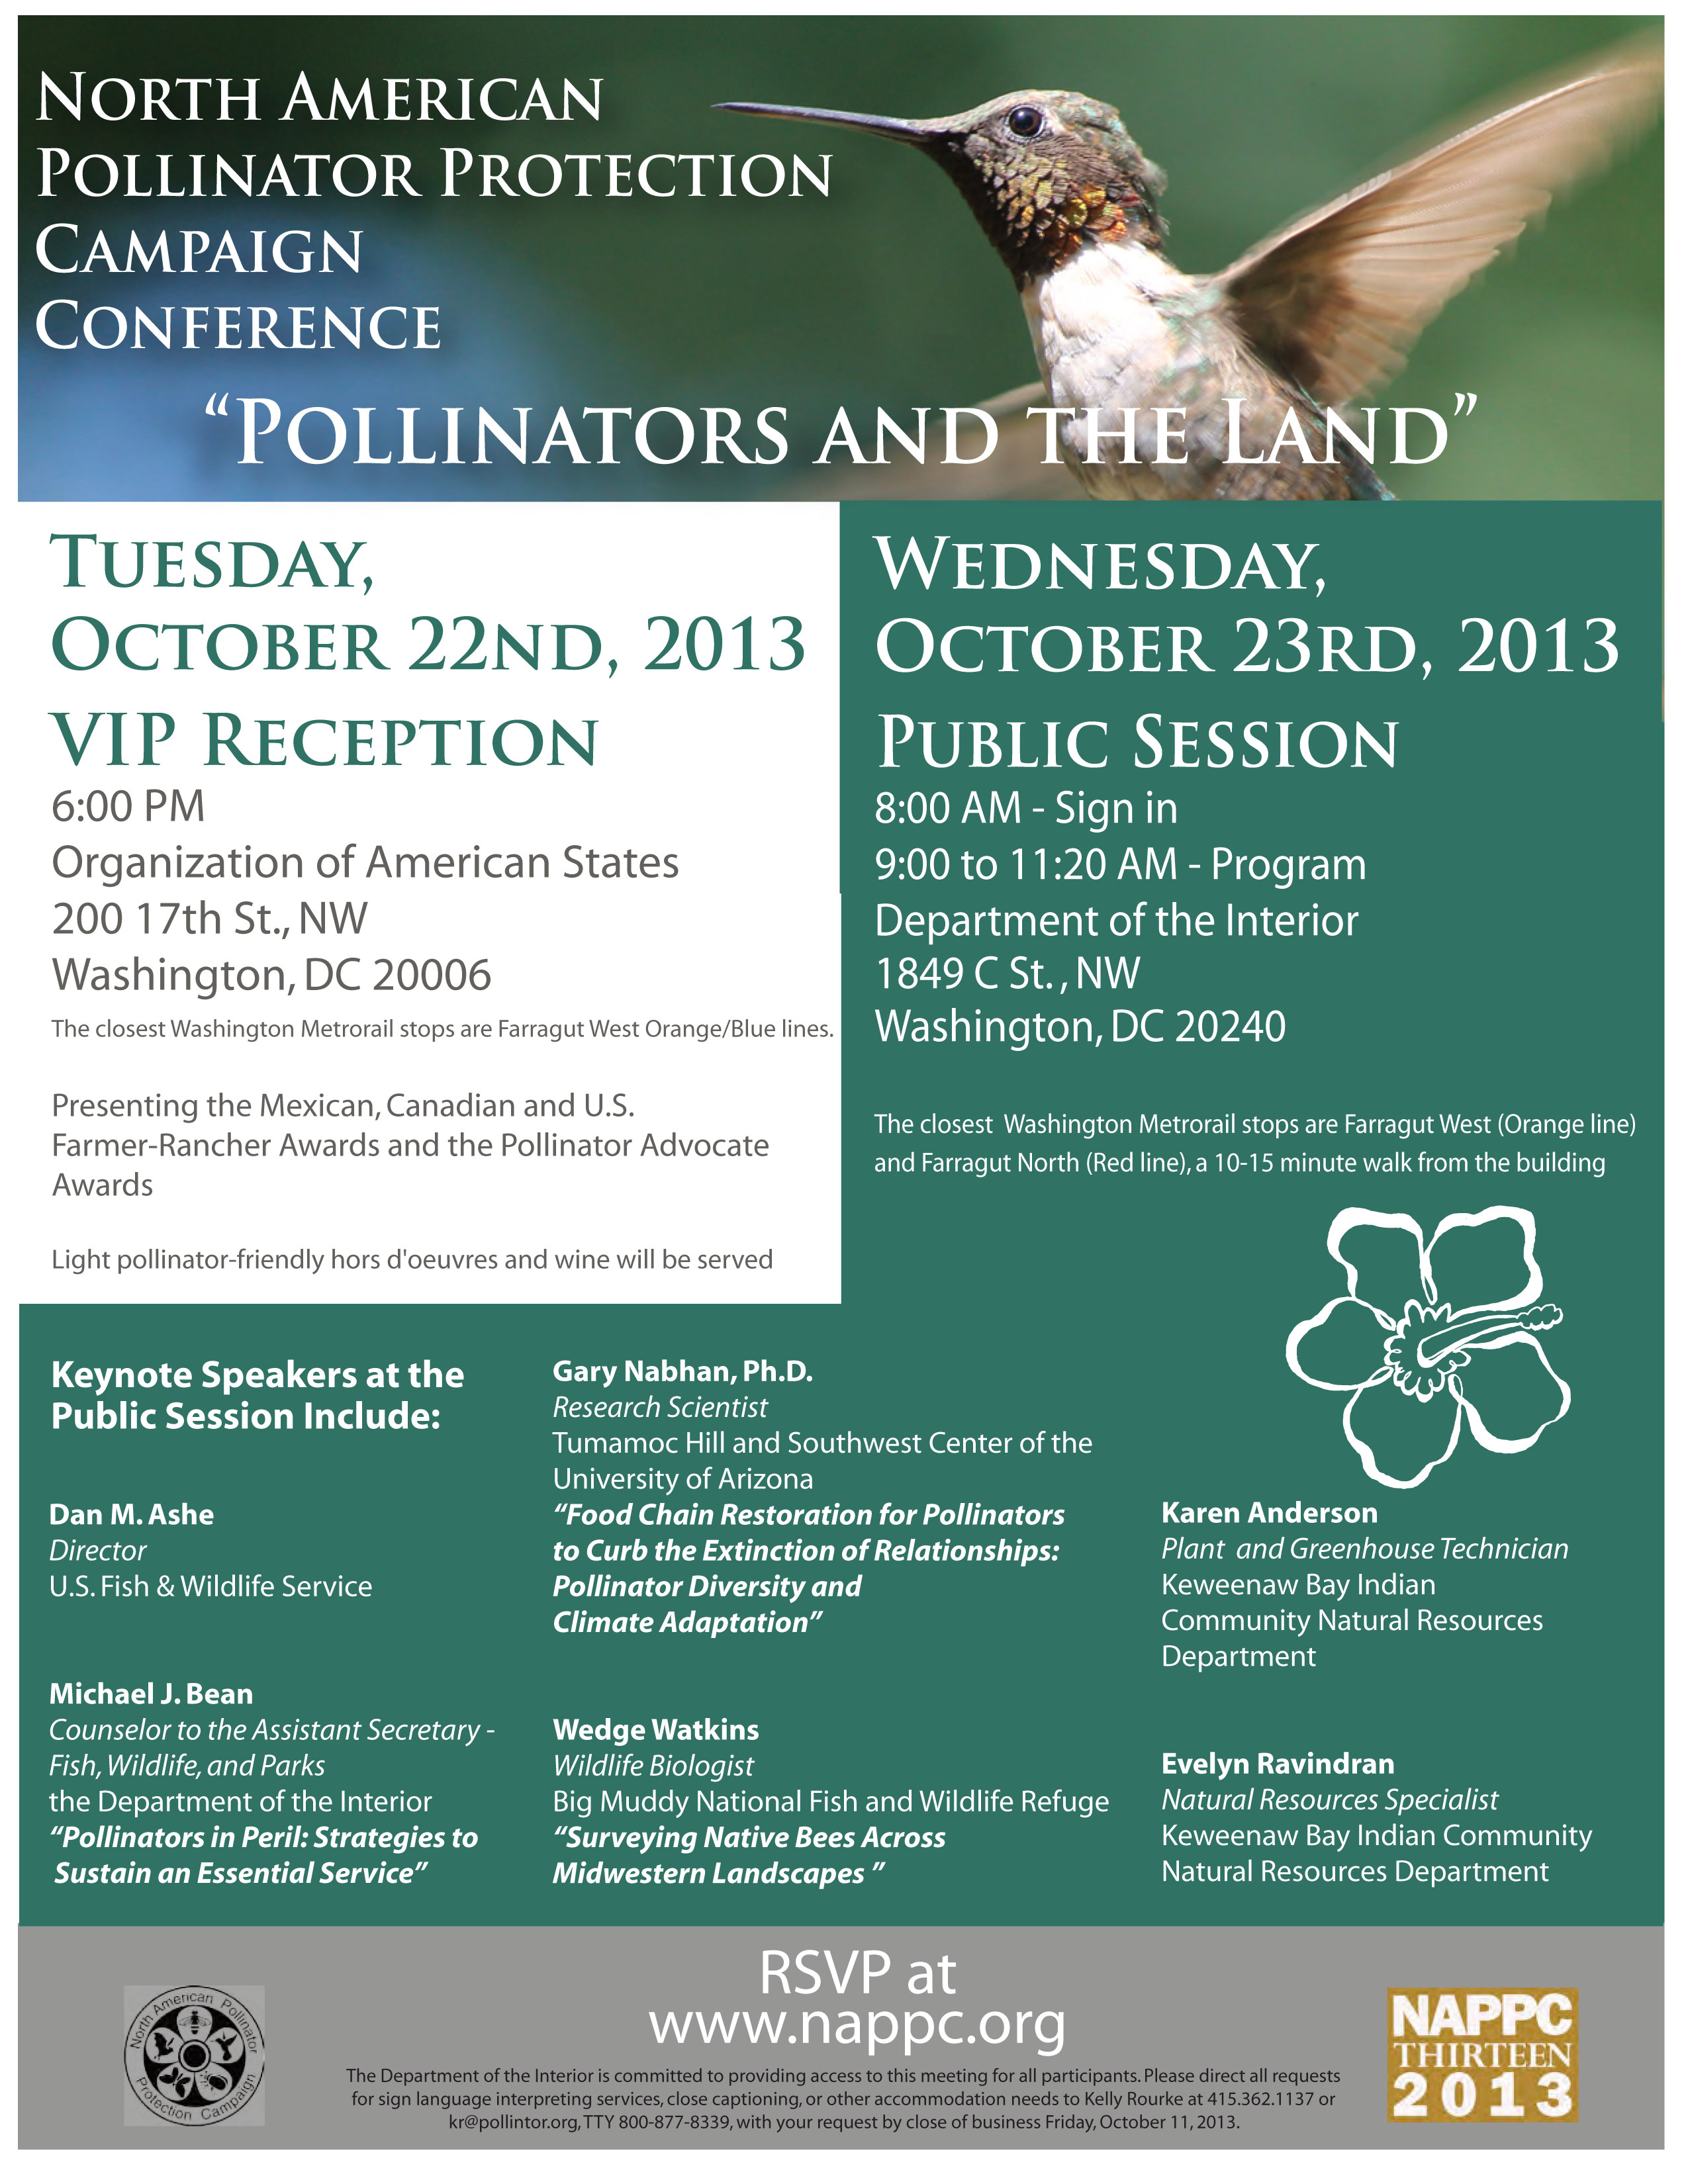 North American
Pollinator Protection
Campaign
Conference
“Pollinators and the Land”
Tuesday,
October 22nd, 2013
VIP Reception
6:00 PM
Organization of American States
200 17th St., NW
Washington, DC 20006
The closest Washington Metrorail stops are Farragut West Orange/Blue lines.
Presenting the Mexican, Canadian and U.S.
Farmer-Rancher Awards and the Pollinator Advocate
Awards
Light pollinator-friendly hors d'oeuvres and wine will be served
Wednesday,
October 23rd, 2013
Public Session
8:00 AM - Sign in
9:00 to 11:20 AM - Program
Department of the Interior
1849 C St. , NW
Washington, DC 20240
The closest Washington Metrorail stops are Farragut West (Orange line)
and Farragut North (Red line), a 10-15 minute walk from the building
Keynote Speakers at the
Public Session Include:
Dan M. Ashe
Director
U.S. Fish & Wildlife Service
Michael J. Bean
Counselor to the Assistant Secretary -
Fish, Wildlife, and Parks
the Department of the Interior
“Pollinators in Peril: Strategies to
Sustain an Essential Service”
Gary Nabhan, Ph.D.
Research Scientist
Tumamoc Hill and Southwest Center of the
University of Arizona
“Food Chain Restoration for Pollinators
to Curb the Extinction of Relationships:
Pollinator Diversity and
Climate Adaptation”
Wedge Watkins
Wildlife Biologist
Big Muddy National Fish and Wildlife Refuge
“Surveying Native Bees Across
Midwestern Landscapes ”
Karen Anderson
Plant and Greenhouse Technician
Keweenaw Bay Indian
Community Natural Resources
Department
Evelyn Ravindran
Natural Resources Specialist
Keweenaw Bay Indian Community
Natural Resources Department
RSVP at
www.nappc.org
The Department of the Interior is committed to providing access to this meeting for all participants. Please direct all requests
for sign language interpreting services, close captioning, or other accommodation needs to Kelly Rourke at 415.362.1137 or
kr@pollintor.org, TTY 800-877-8339, with your request by close of business Friday, October 11, 2013.
North American Pollinator
Protection Campaign
NAPPC
THIRTEEN
2013